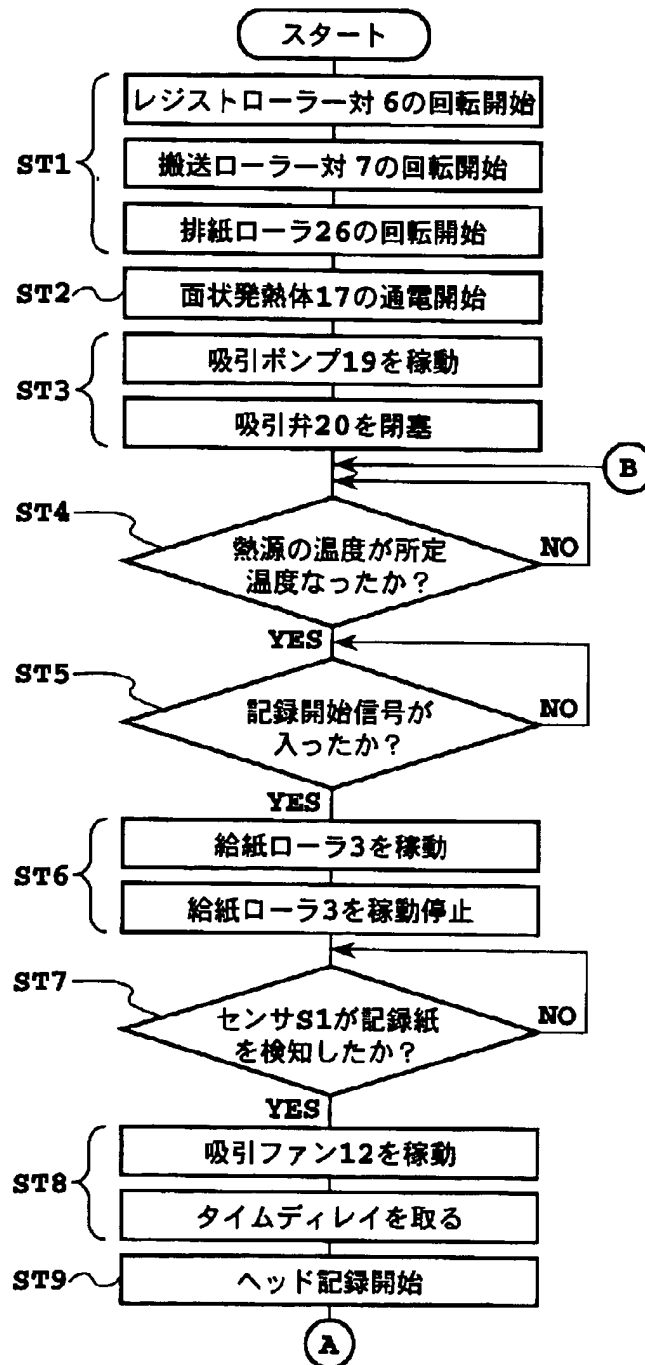 スタート
レジストローラー対6の回転開始
ST1
搬送ローラー対7の回転開始
排紙ローラ26の回転開始
ST2
面状発熱体17の通電開始
吸引ポンプ19を稼動
ST3
吸引弁20を閉塞
B
ST4
熱源の温度が所定
温度なったか?
NO
YES
ST5
記録開始信号が
入ったか?
NO
YES
給紙ローラ3を稼動
ST6
給紙ローラ3を稼動停止
ST7
センサS1が記録紙
を検知したか?
NO
YES
吸引ファン12を稼動
ST8
タイムディレイを取る
ST9
ヘッド記録開始
A